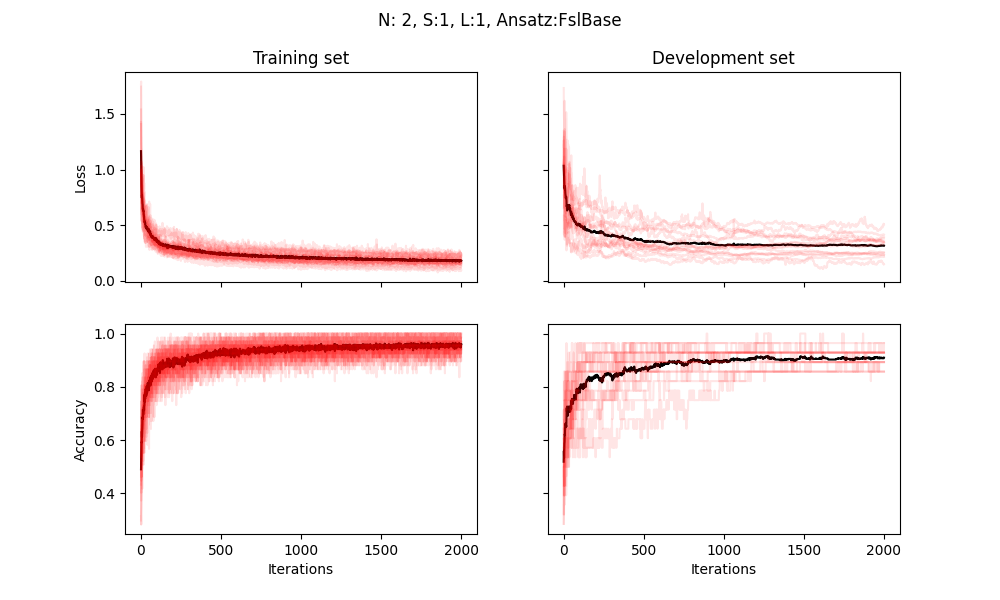 N: 2, S:1, L:1, Ansatz:FslBase
Training set
Development set
Loss
1.5
1.0
0.5
0.0
Accuracy
1.0
0.8
0.6
0.4
0 500 1000 1500 2000
Iterations
0 500 1000 1500 2000
Iterations